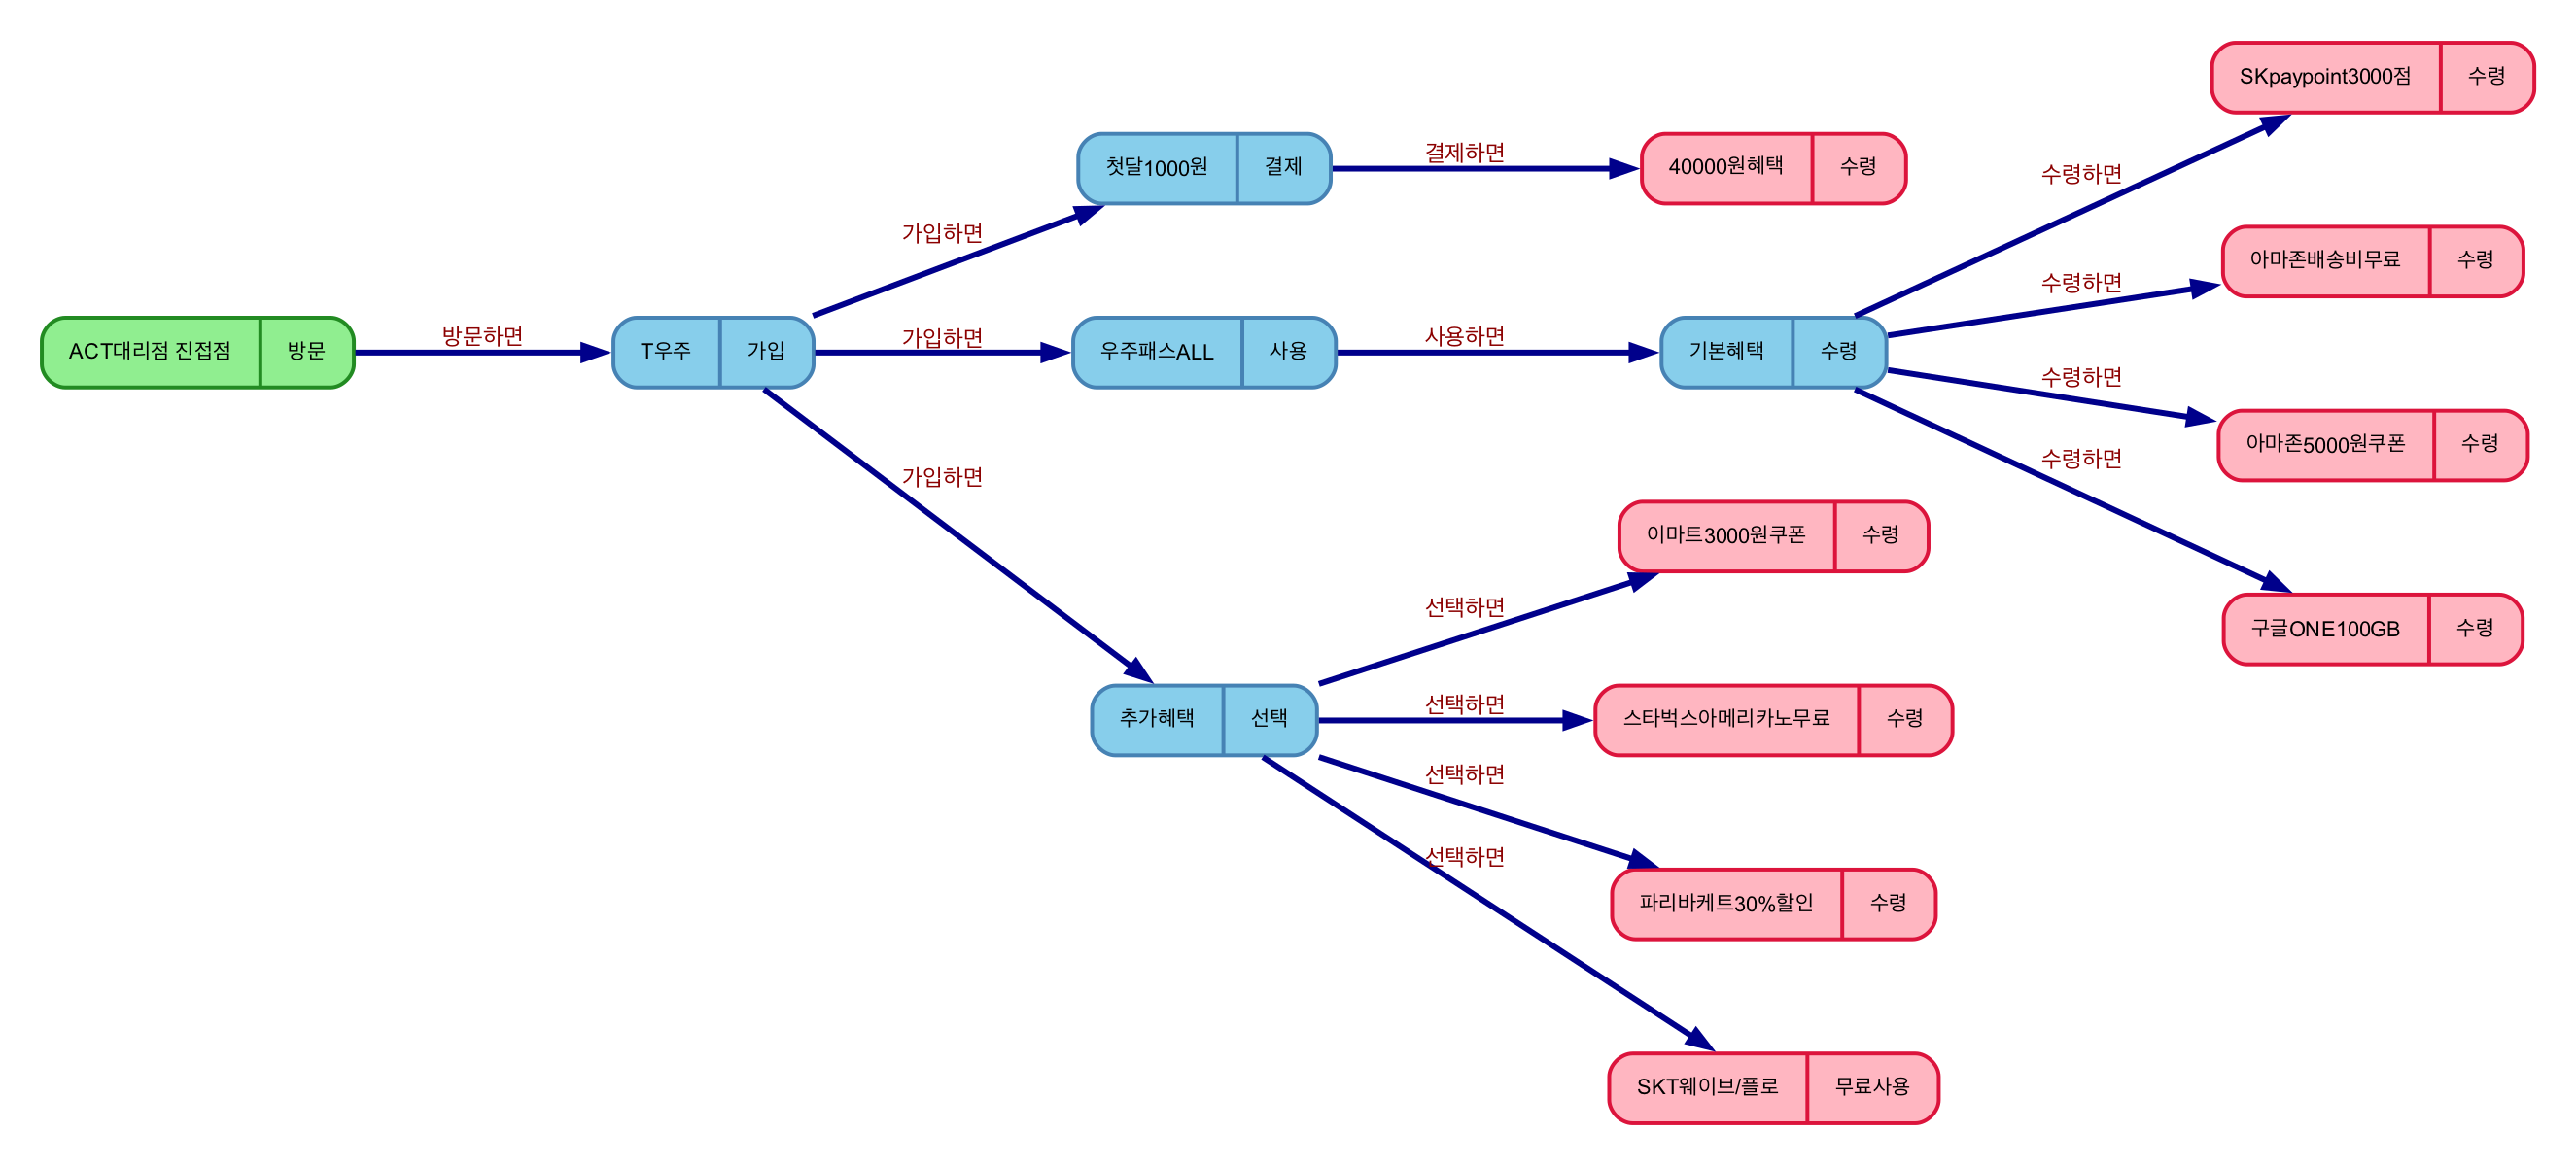 SKpaypoint3000점 수령
첫달1000원 결제
결제하면
40000원혜택 수령
수령하면
가입하면
아마존배송비무료 수령
수령하면
ACT대리점 진접점 방문
방문하면
T우주 가입
가입하면
우주패스ALL 사용
사용하면
기본혜택 수령
수령하면
아마존5000원쿠폰 수령
가입하면
수령하면
이마트3000원쿠폰 수령
선택하면
구글ONE100GB 수령
추가혜택 선택
선택하면
스타벅스아메리카노무료 수령
선택하면
선택하면
파리바케트30%할인 수령
SKT웨이브/플로 무료사용